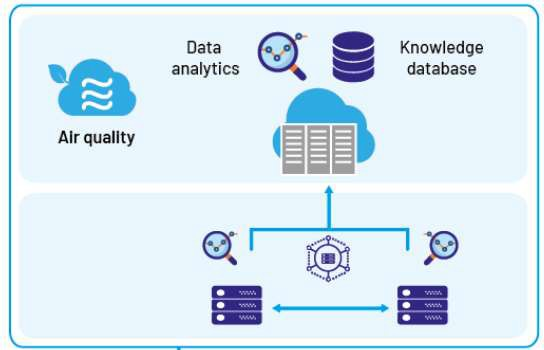 Data
analytics
Knowledge
database
Air quality